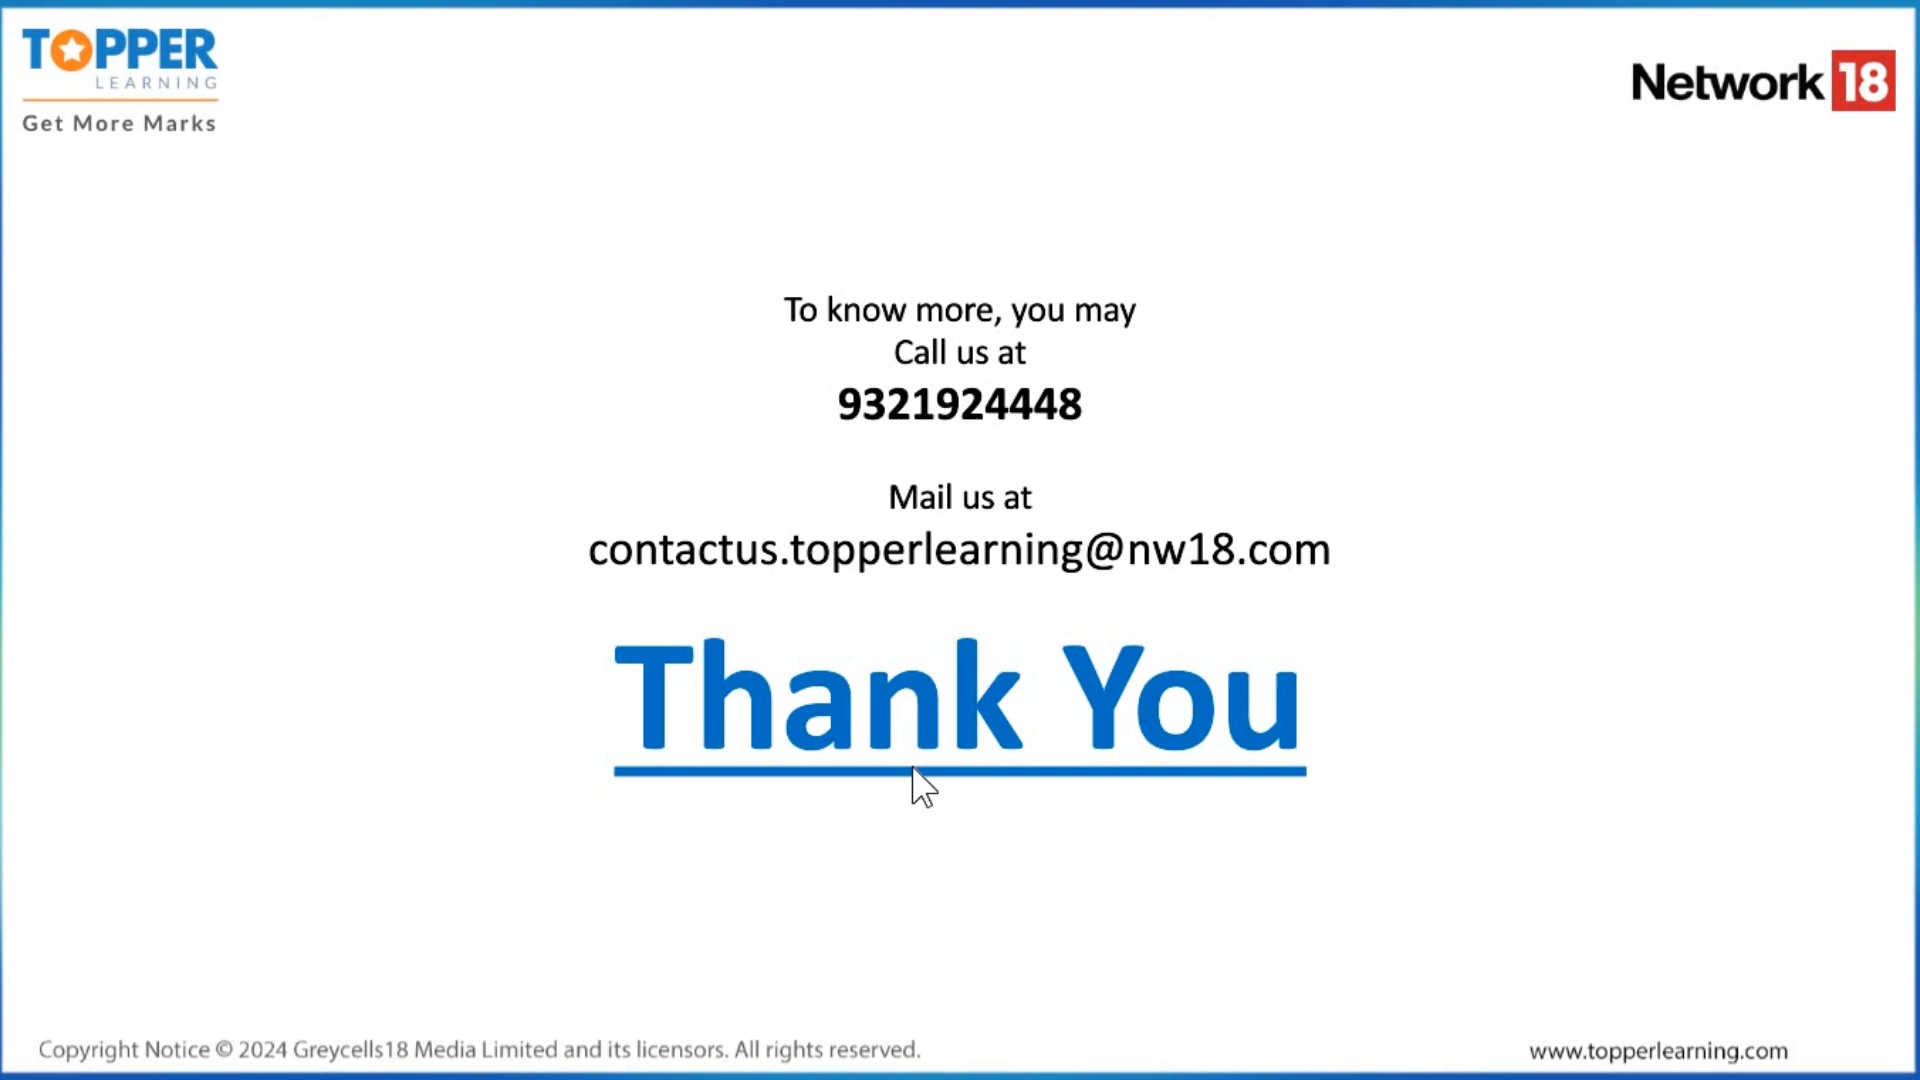 TOPPER
LEARNING
Get More Marks
Network 18
To know more, you may
Call us at
9321924448
Mail us at
contactus.topperlearning@nw18.com
Thank You
Copyright Notice © 2024 Greycells18 Media Limited and its licensors. All rights reserved.
www.topperlearning.com